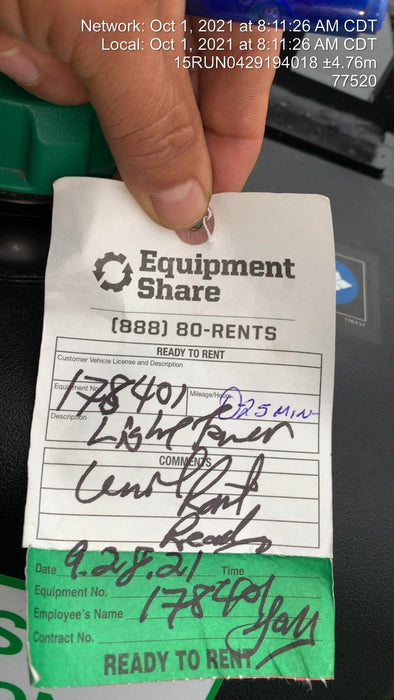 Network: Oct 1, 2021 at 8:11:26 AM CDT
Local: Oct 1, 2021 at 8:11:26 AM CDT
15RUN0429194018 ±4.76m
77520
Equipment
Share
(888) 80-RENTS
READY TO RENT
Customer Vehicle License and Description
Equipment No.
Mileage/Hours
178401
25 MIN
Description
Light Tower
COMMENTS
Unit
Rent
Ready
Date 9.28.21 Time
Equipment No. 178401
Employee's Name
Contract No.
READY TO RENT